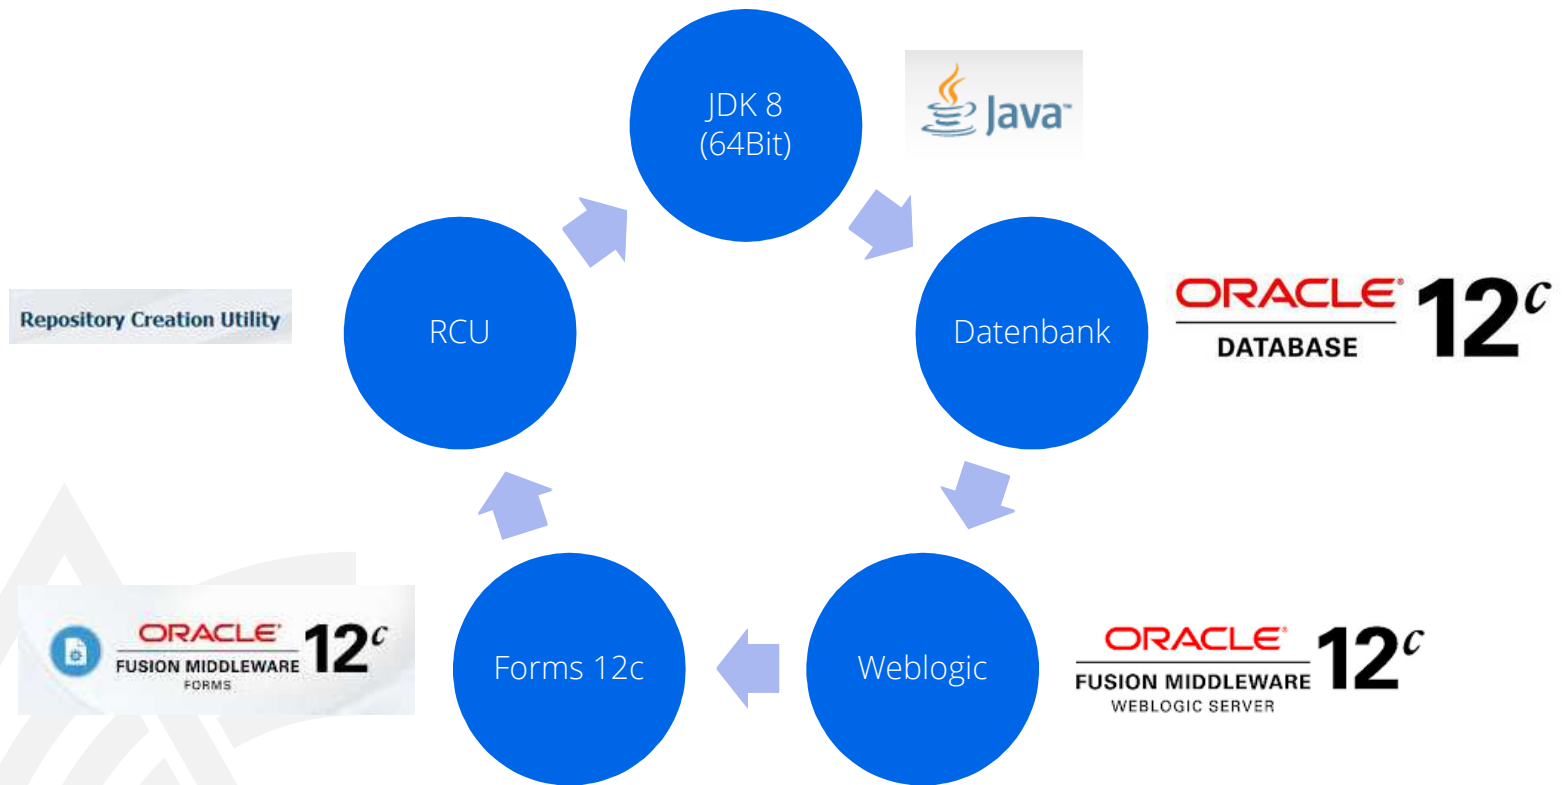 JDK 8
(64Bit)
Java™
RCU
Repository Creation Utility
Datenbank
ORACLE® 12c
DATABASE
Forms 12c
ORACLE® 12c
FUSION MIDDLEWARE
FORMS
Weblogic
ORACLE® 12c
FUSION MIDDLEWARE
WEBLOGIC SERVER